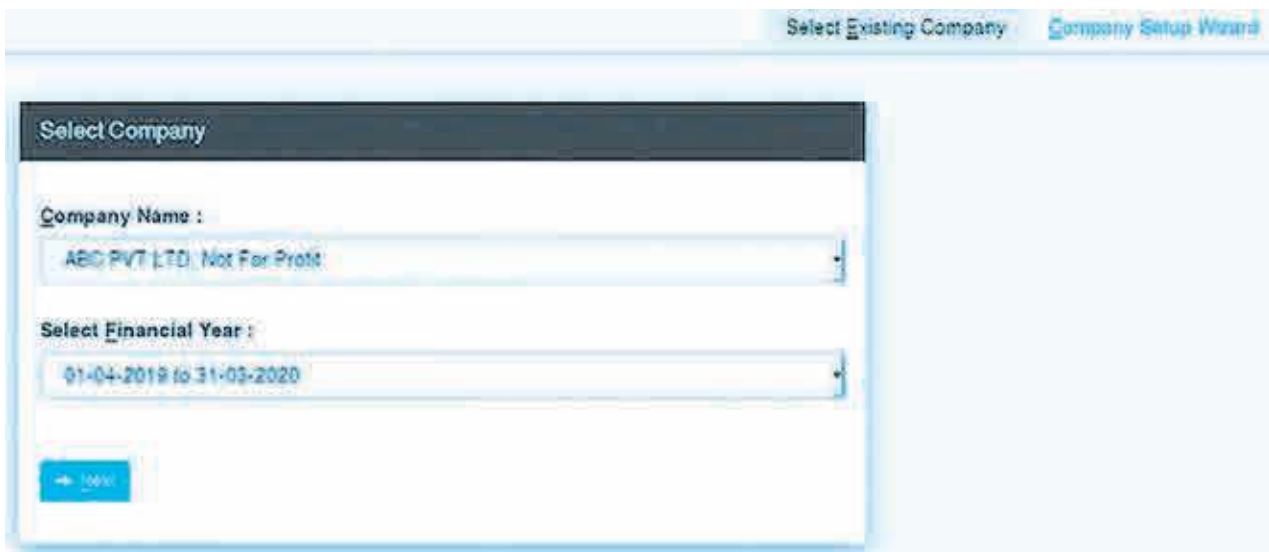 Select Existing Company Company Setup Wizard
Select Company
Company Name :
ABC PVT LTD, Not For Profit
Select Financial Year :
01-04-2019 to 31-03-2020
Next